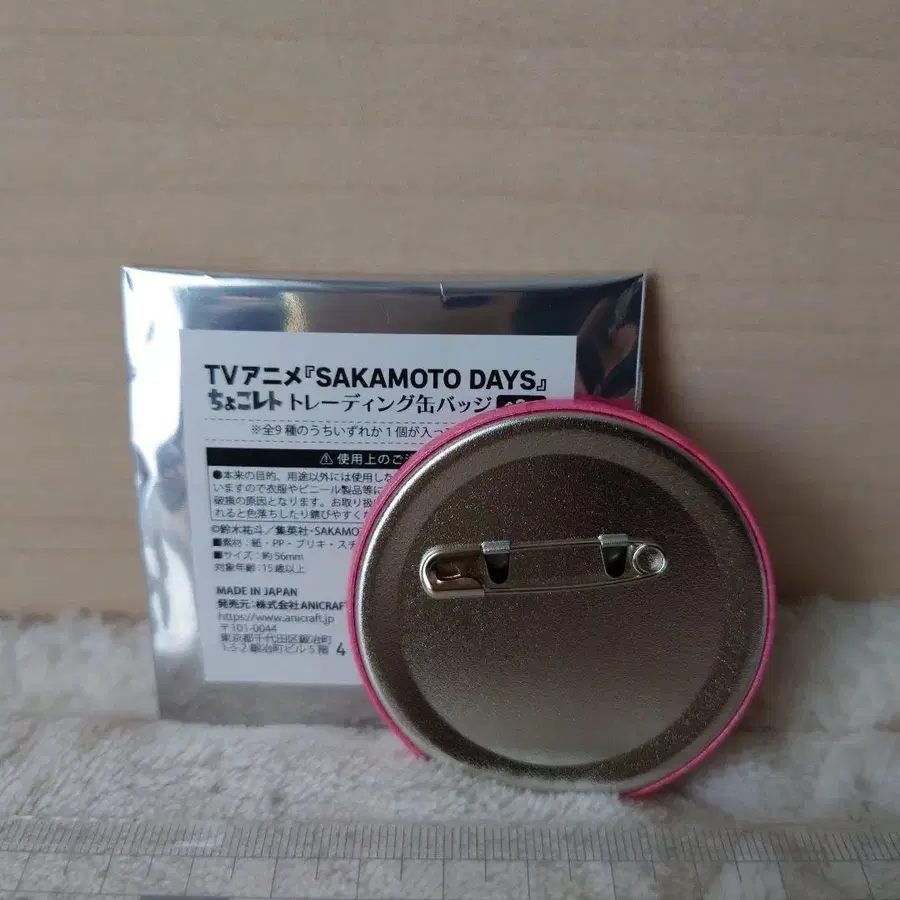 TVアニメ『SAKAMOTO DAYS』
ちょこレト トレーディング缶バッジ
※全9種のうちいずれか1個が入っ
⚠使用上のご注
●本来の目的、用途以外には使用した
いますので衣服やビニール製品等に
破損の原因となります。お取り扱
れると色落ちしたり錆びやすくな
©鈴木祐斗／集英社・SAKAMOT
■素材：紙・PP・ブリキ・スチ
■サイズ：約56mm
対象年齢：15歳以上
MADE IN JAPAN
発売元：株式会社ANICRAFT
https://www.anicraft.jp
〒101-0044
東京都千代田区鍛冶町
1-5-2 鍛冶町ビル5階 4